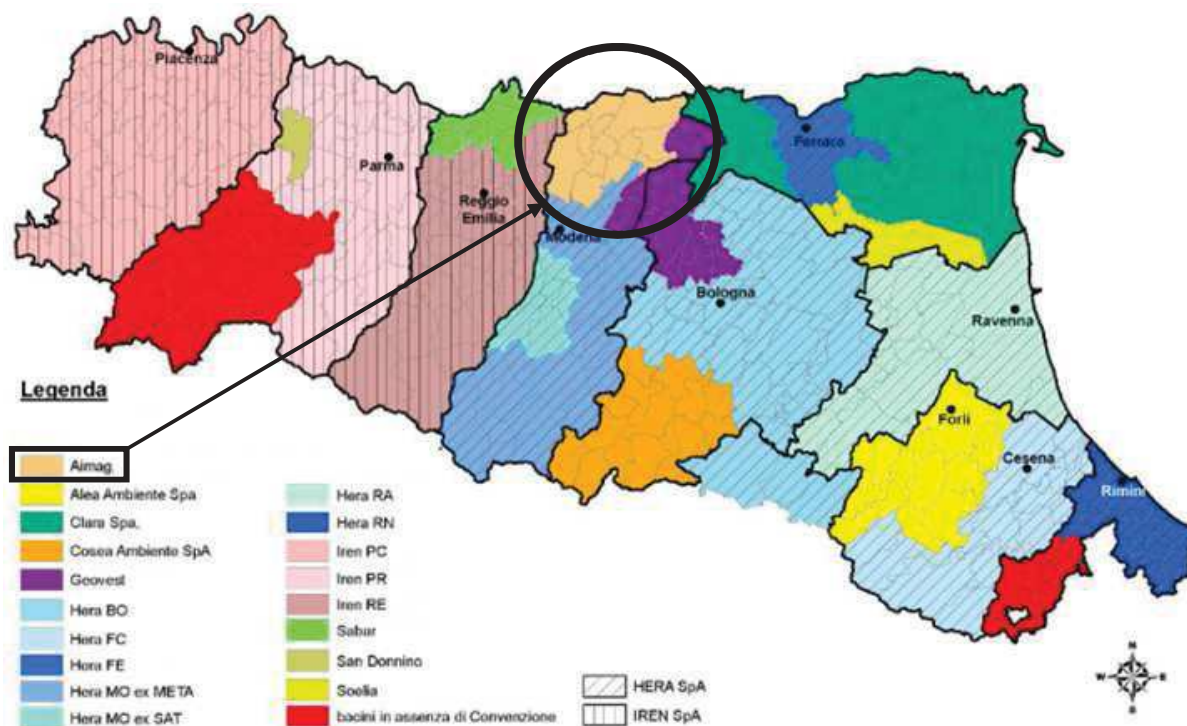 Piacenza
Parma
Reggio
Emilia
Modena
Ferrara
Bologna
Ravenna
Forlì
Cesena
Rimini
Legenda
Aimag
Alea Ambiente Spa
Clara Spa.
Cosea Ambiente SpA
Geovest
Hera BO
Hera FC
Hera FE
Hera MO ex META
Hera MO ex SAT
Hera RA
Hera RN
Iren PC
Iren PR
Iren RE
Sabar
San Donnino
Soelia
bacini in assenza di Convenzione
HERA SpA
IREN SpA
N
W
E
S